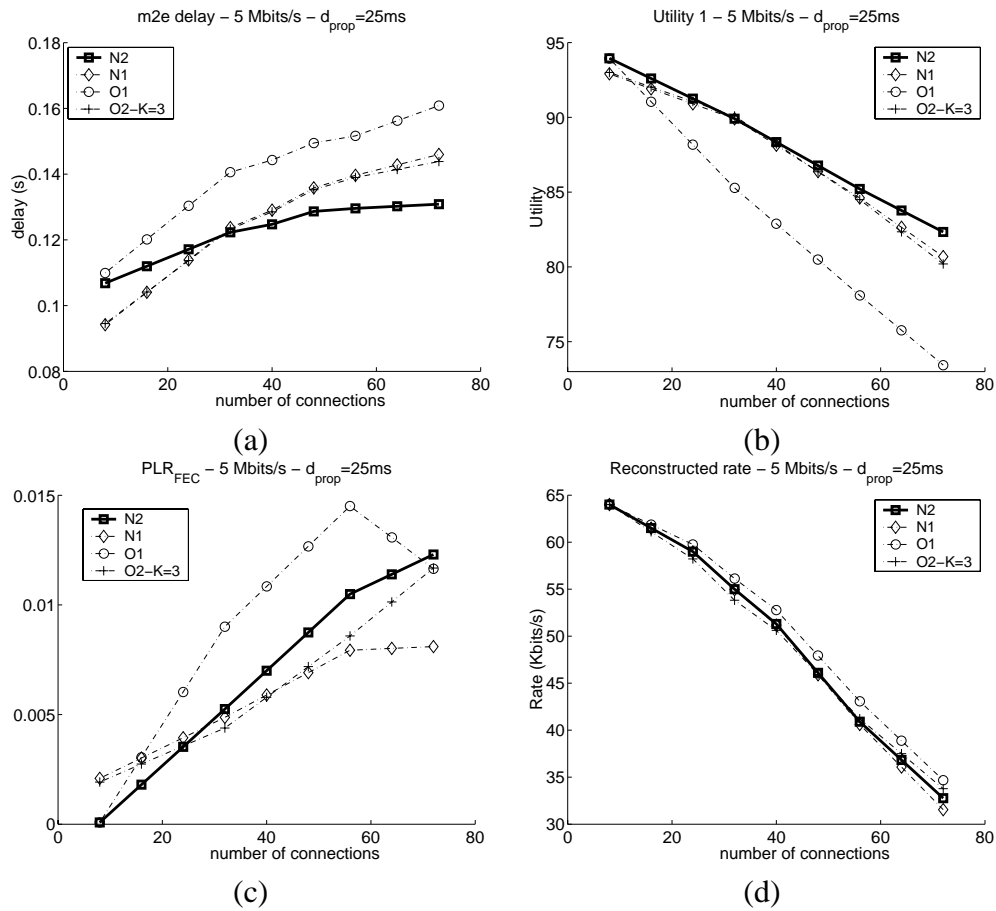 m2e delay − 5 Mbits/s − dprop=25ms
0.18
0.16
0.14
0.12
0.1
0.08
delay (s)
N2
N1
O1
O2−K=3
0
20
40
60
80
number of connections
(a)
Utility 1 − 5 Mbits/s − dprop=25ms
95
90
85
80
75
Utility
N2
N1
O1
O2−K=3
0
20
40
60
80
number of connections
(b)
PLRFEC − 5 Mbits/s − dprop=25ms
0.015
0.01
0.005
0
N2
N1
O1
O2−K=3
0
20
40
60
80
number of connections
(c)
Reconstructed rate − 5 Mbits/s − dprop=25ms
65
60
55
50
45
40
35
30
Rate (Kbits/s)
N2
N1
O1
O2−K=3
0
20
40
60
80
number of connections
(d)